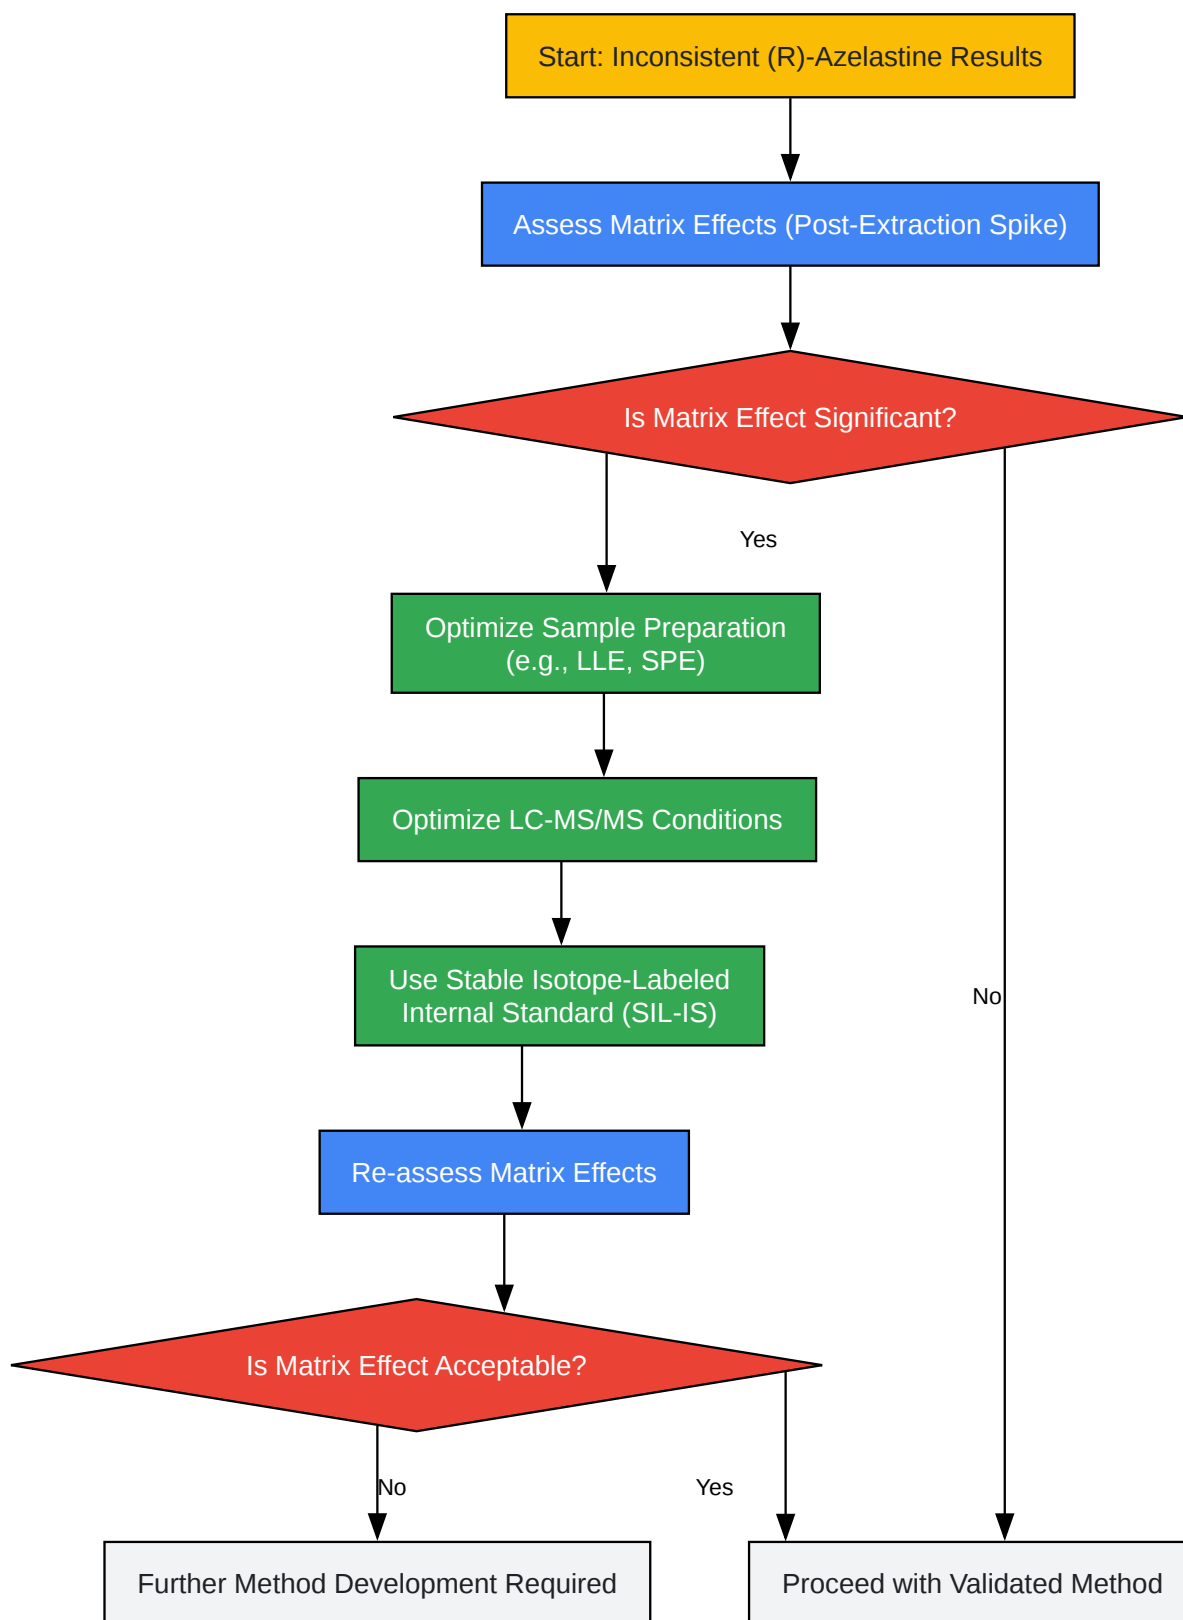 Start: Inconsistent (R)-Azelastine Results
Assess Matrix Effects (Post-Extraction Spike)
Is Matrix Effect Significant?
Yes
Optimize Sample Preparation
(e.g., LLE, SPE)
Optimize LC-MS/MS Conditions
Use Stable Isotope-Labeled
Internal Standard (SIL-IS)
No
Re-assess Matrix Effects
Is Matrix Effect Acceptable?
No
Yes
Further Method Development Required
Proceed with Validated Method